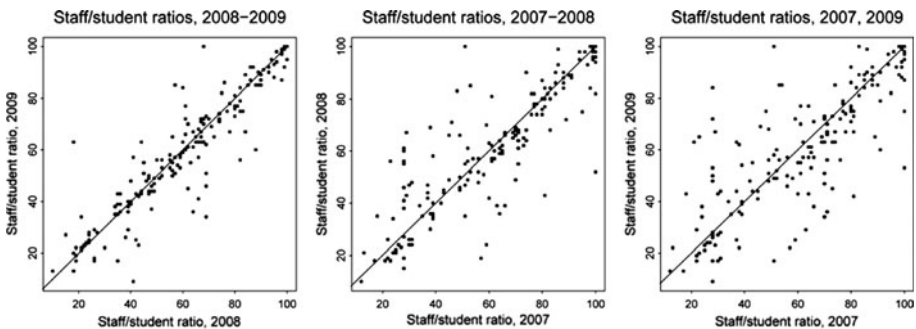 Staff/student ratios, 2008–2009
Staff/student ratio, 2009
100
80
60
40
20
20 40 60 80 100
Staff/student ratio, 2008
Staff/student ratios, 2007–2008
Staff/student ratio, 2008
100
80
60
40
20
20 40 60 80 100
Staff/student ratio, 2007
Staff/student ratios, 2007, 2009
Staff/student ratio, 2009
100
80
60
40
20
20 40 60 80 100
Staff/student ratio, 2007